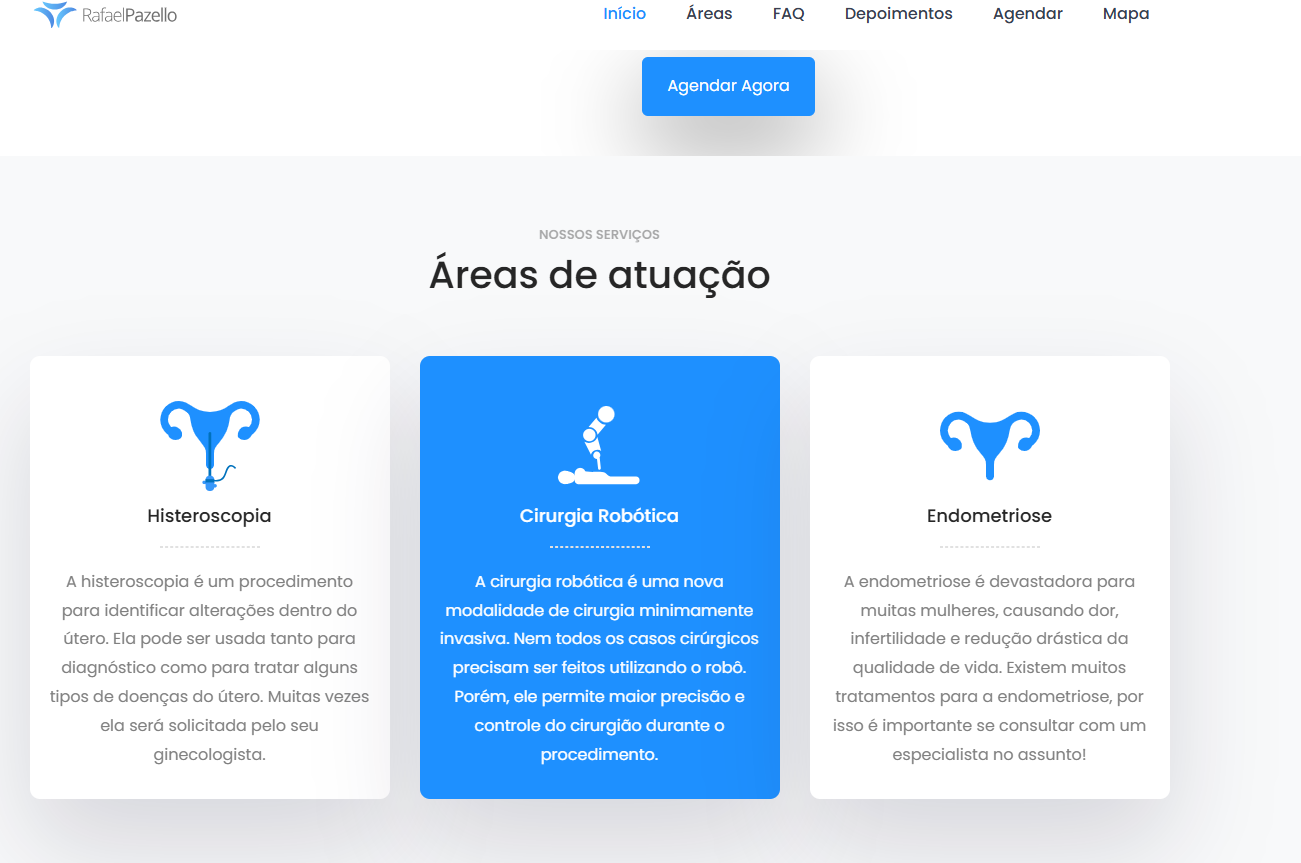 RafaelPazello
Início Áreas FAQ Depoimentos Agendar Mapa
Agendar Agora
NOSSOS SERVIÇOS
Áreas de atuação
Histeroscopia
A histeroscopia é um procedimento
para identificar alterações dentro do
útero. Ela pode ser usada tanto para
diagnóstico como para tratar alguns
tipos de doenças do útero. Muitas vezes
ela será solicitada pelo seu
ginecologista.
Cirurgia Robótica
A cirurgia robótica é uma nova
modalidade de cirurgia minimamente
invasiva. Nem todos os casos cirúrgicos
precisam ser feitos utilizando o robô.
Porém, ele permite maior precisão e
controle do cirurgião durante o
procedimento.
Endometriose
A endometriose é devastadora para
muitas mulheres, causando dor,
infertilidade e redução drástica da
qualidade de vida. Existem muitos
tratamentos para a endometriose, por
isso é importante se consultar com um
especialista no assunto!